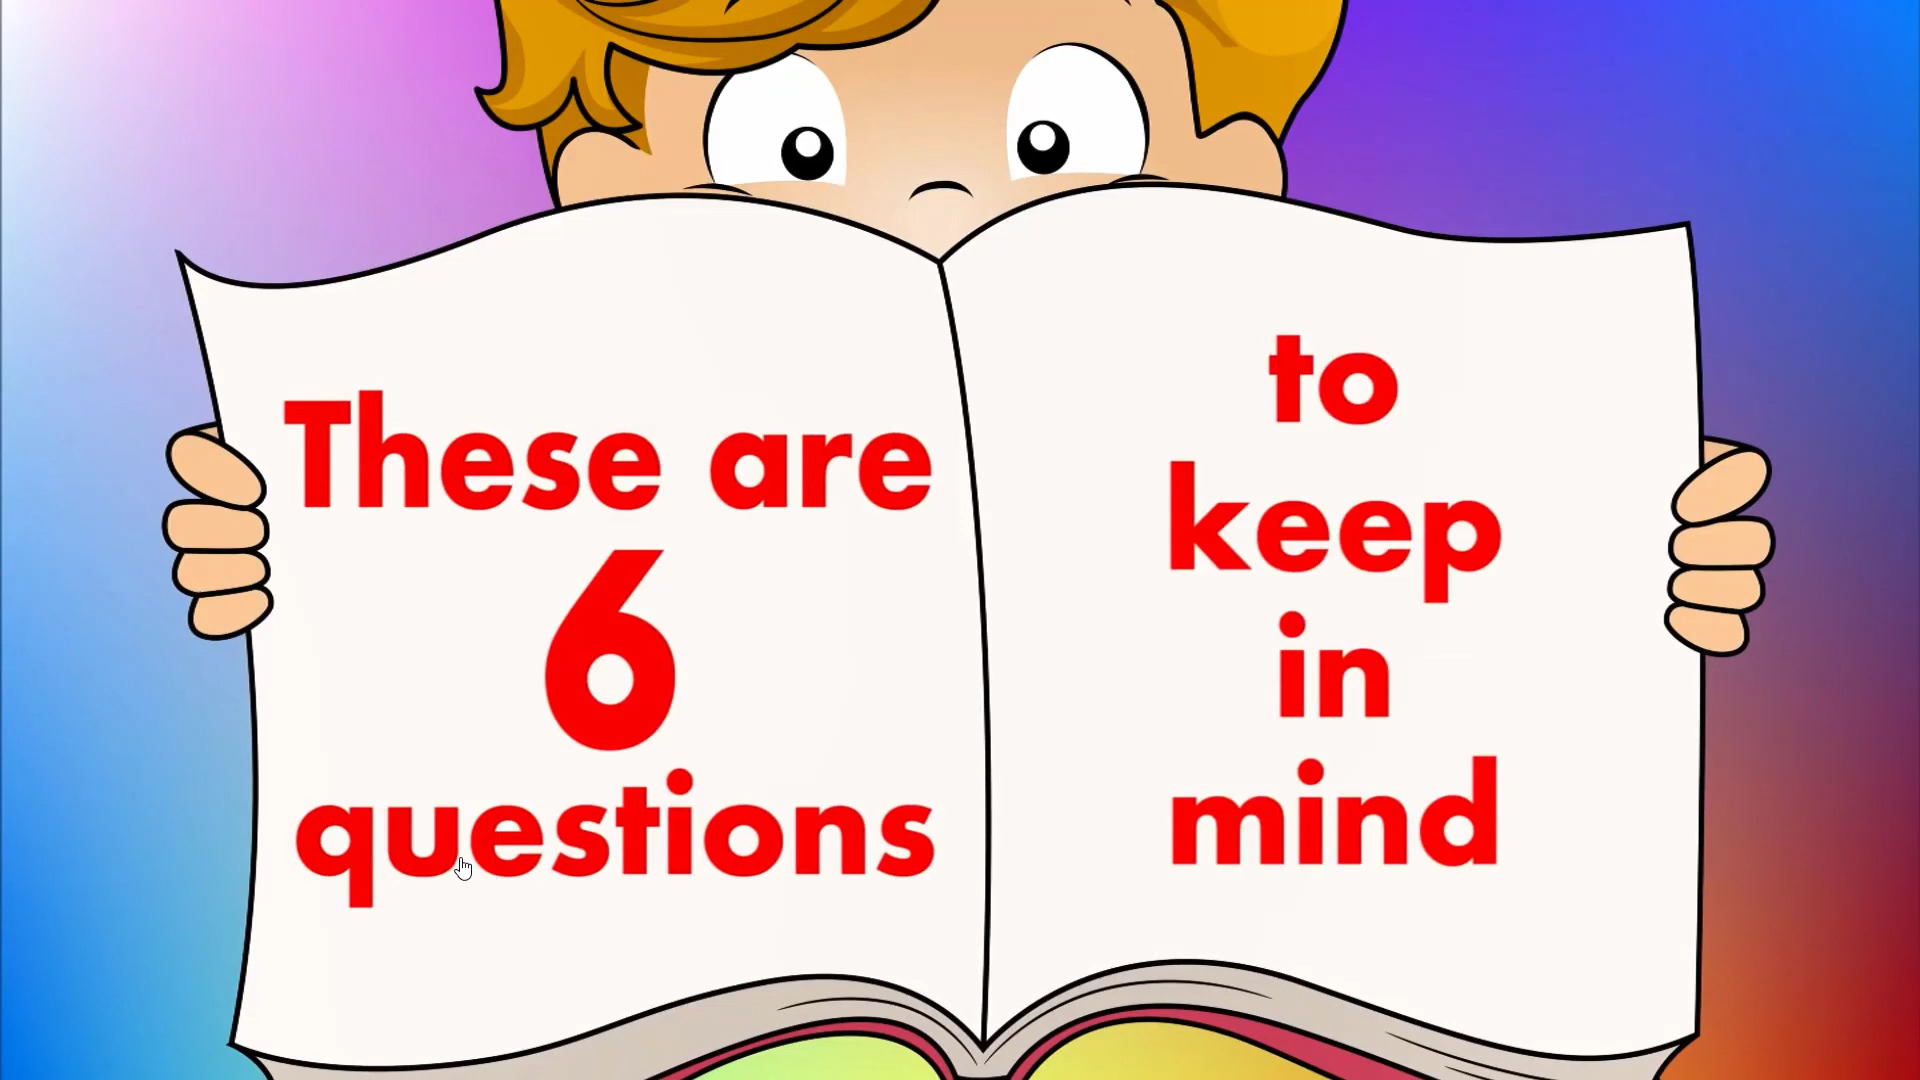 These are
6
questions
to
keep
in
mind